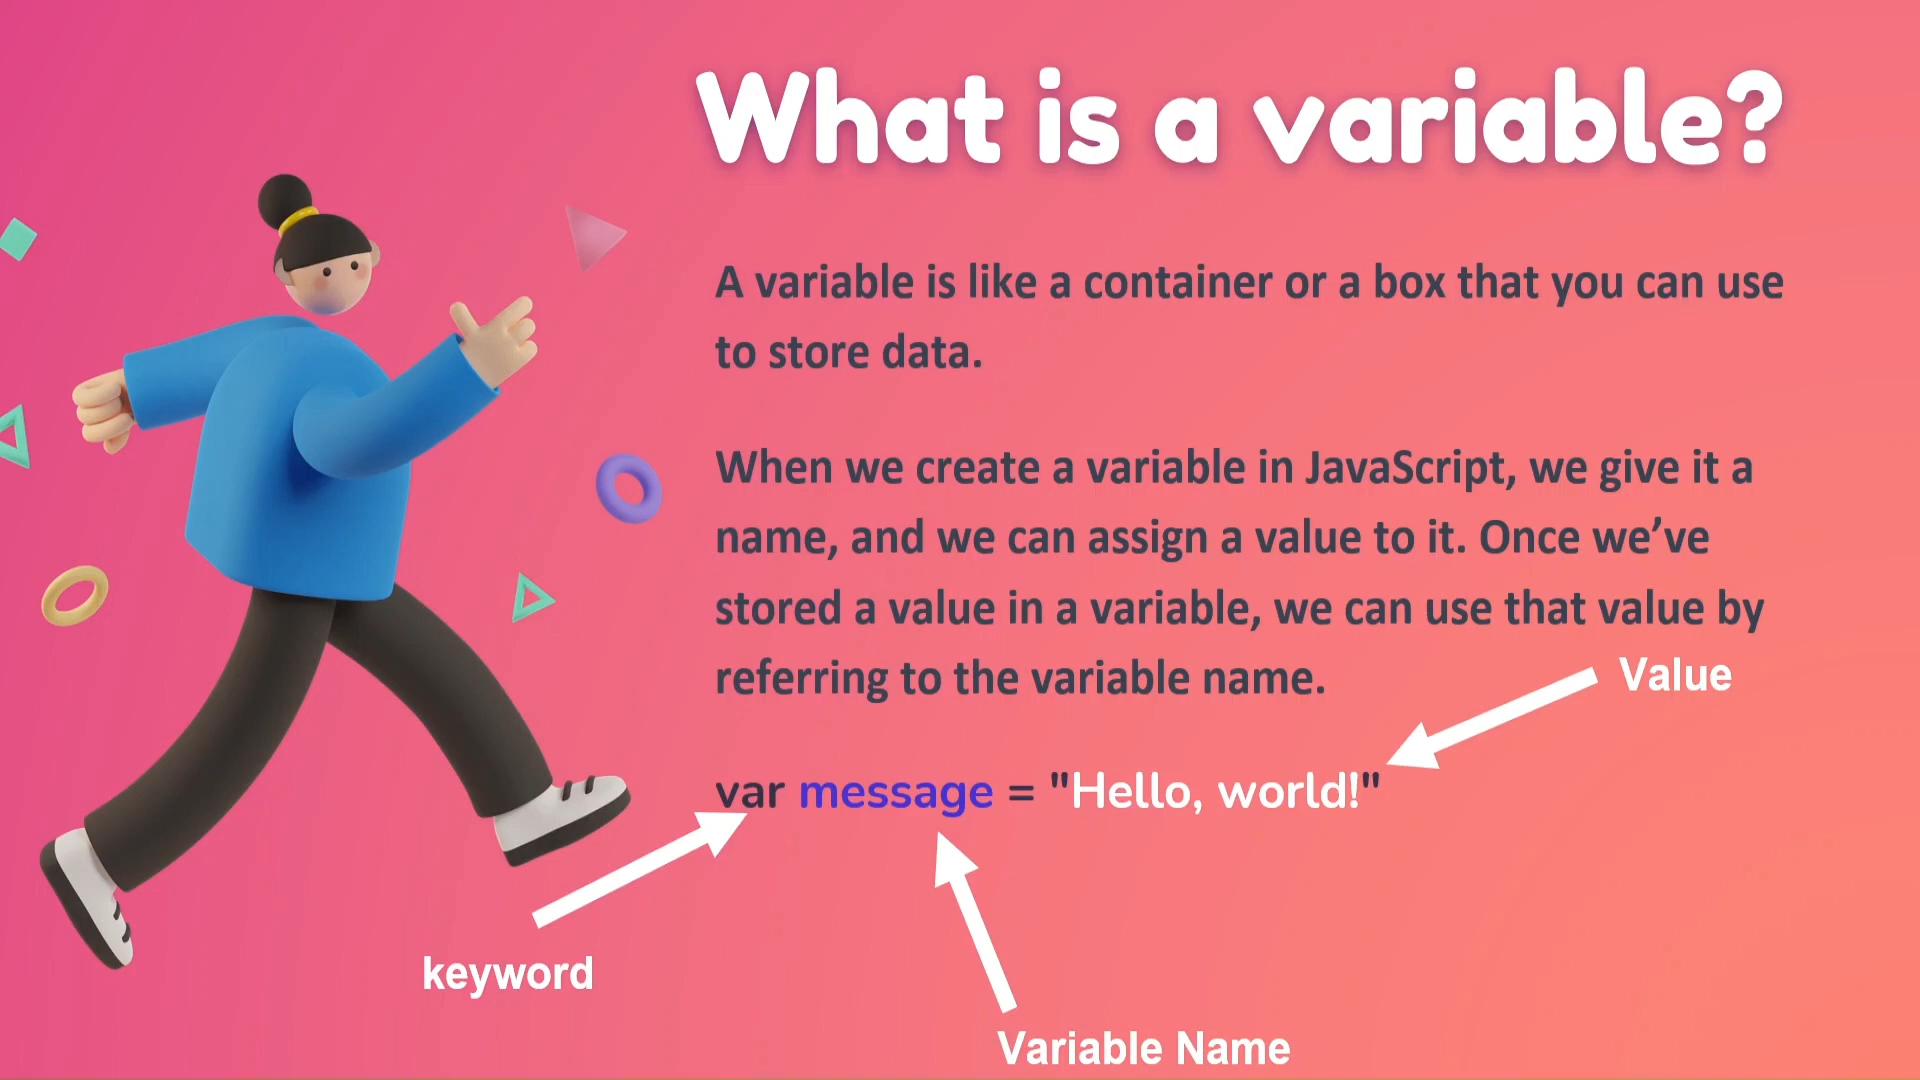 What is a variable?
A variable is like a container or a box that you can use
to store data.
When we create a variable in JavaScript, we give it a
name, and we can assign a value to it. Once we’ve
stored a value in a variable, we can use that value by
referring to the variable name.
Value
var message = "Hello, world!"
keyword
Variable Name